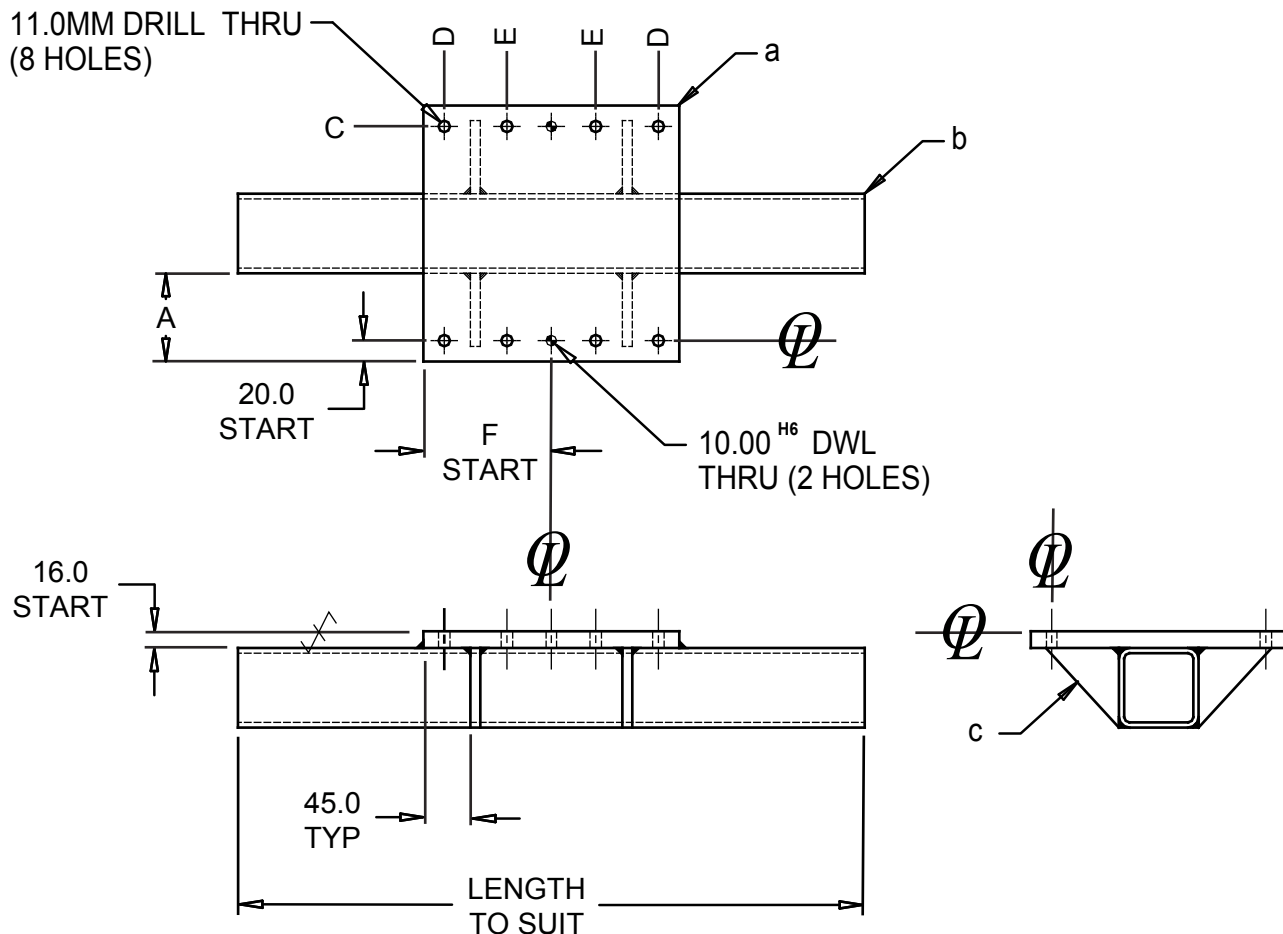 11.0MM DRILL THRU
(8 HOLES)
D
E
E
D
a
C
b
A
20.0
START
F
START
10.00 H6 DWL
THRU (2 HOLES)
16.0
START
c
45.0
TYP
LENGTH
TO SUIT